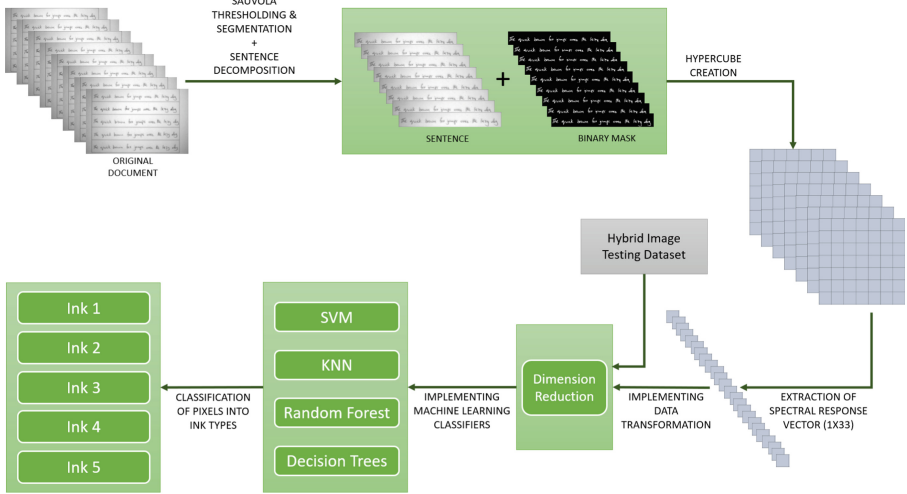 SAUVOLA
THRESHOLDING &
SEGMENTATION
+
SENTENCE
DECOMPOSITION
ORIGINAL
DOCUMENT
+
SENTENCE
BINARY MASK
HYPERCUBE
CREATION
Hybrid Image
Testing Dataset
Ink 1
Ink 2
Ink 3
Ink 4
Ink 5
CLASSIFICATION
OF PIXELS INTO
INK TYPES
SVM
KNN
Random Forest
Decision Trees
IMPLEMENTING
MACHINE LEARNING
CLASSIFIERS
Dimension
Reduction
IMPLEMENTING
DATA
TRANSFORMATION
EXTRACTION OF
SPECTRAL RESPONSE
VECTOR (1X33)